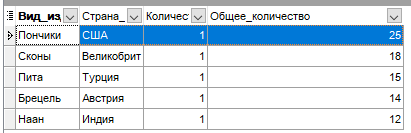 Вид_из Страна_ Количес Общее_количество
Пончики США 1 25
Сконы Великобрит 1 18
Пита Турция 1 15
Брецель Австрия 1 14
Наан Индия 1 12